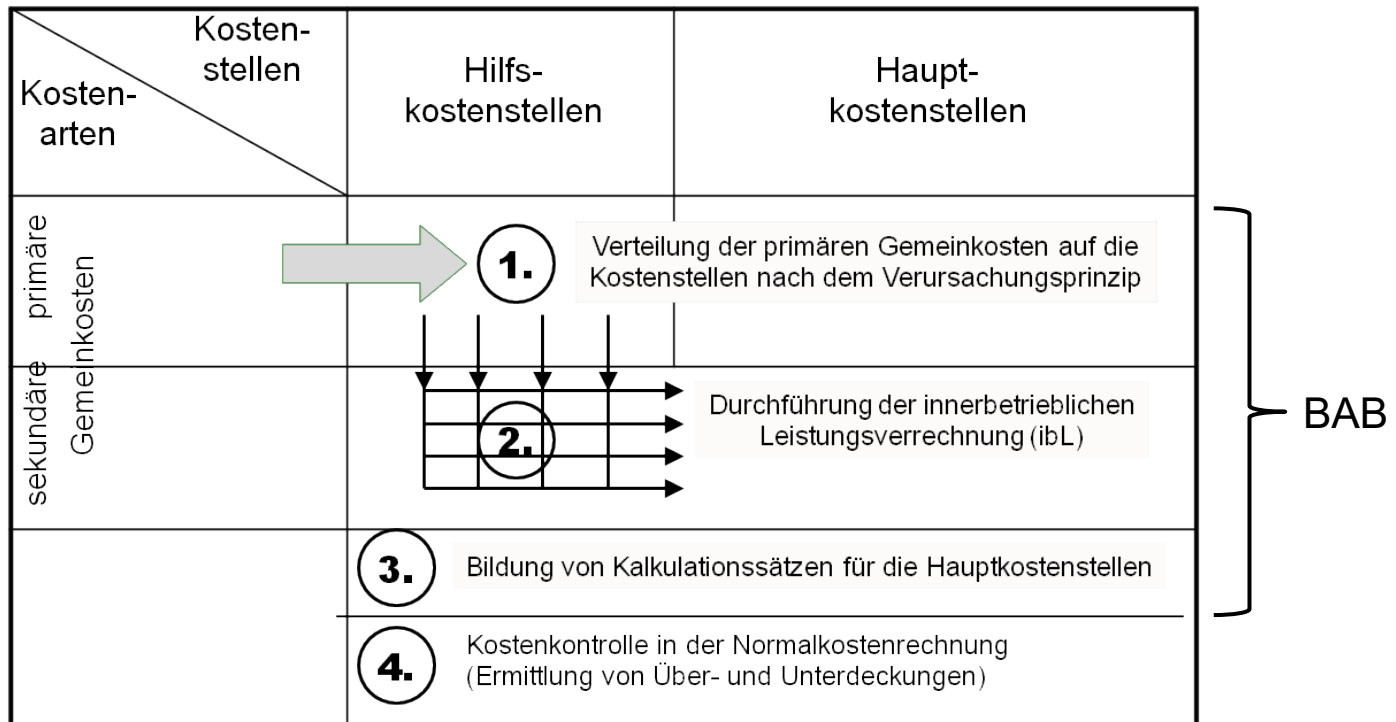 Kosten-
stellen
Kosten-
arten
Hilfs-
kostenstellen
Haupt-
kostenstellen
primäre
sekundäre
Gemeinkosten
Gemeinkosten
1.
Verteilung der primären Gemeinkosten auf die
Kostenstellen nach dem Verursachungsprinzip
2.
Durchführung der innerbetrieblichen
Leistungsverrechnung (ibL)
3.
Bildung von Kalkulationssätzen für die Hauptkostenstellen
4.
Kostenkontrolle in der Normalkostenrechnung
(Ermittlung von Über- und Unterdeckungen)
BAB